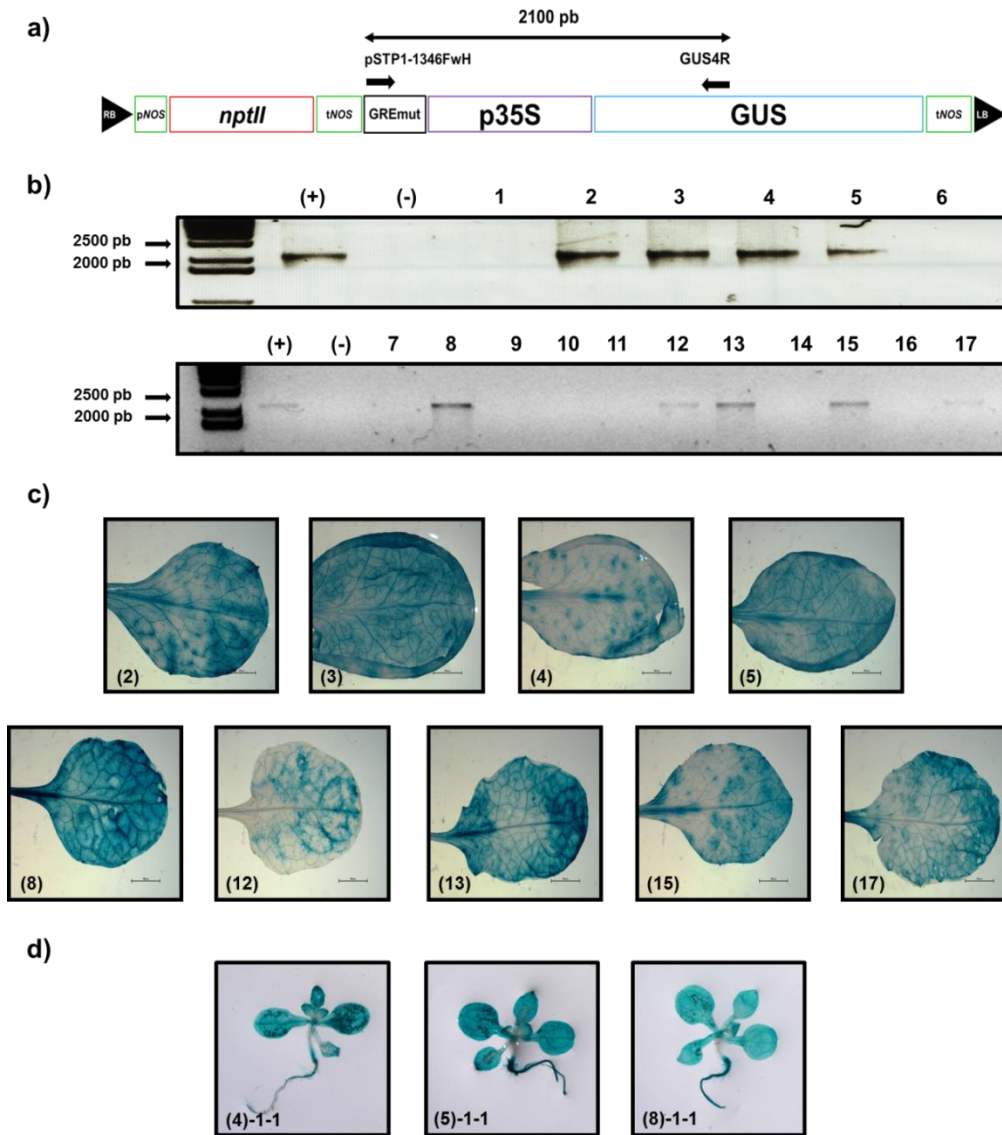 a)
2100 pb
pSTP1-1346FwH GUS4R
RB pNOS nptII tNOS GREmut p35S GUS tNOS LB
b)
(+) (-) 1 2 3 4 5 6
2500 pb
2000 pb
(+) (-) 7 8 9 10 11 12 13 14 15 16 17
2500 pb
2000 pb
c)
(2) (3) (4) (5)
(8) (12) (13) (15) (17)
d)
(4)-1-1 (5)-1-1 (8)-1-1